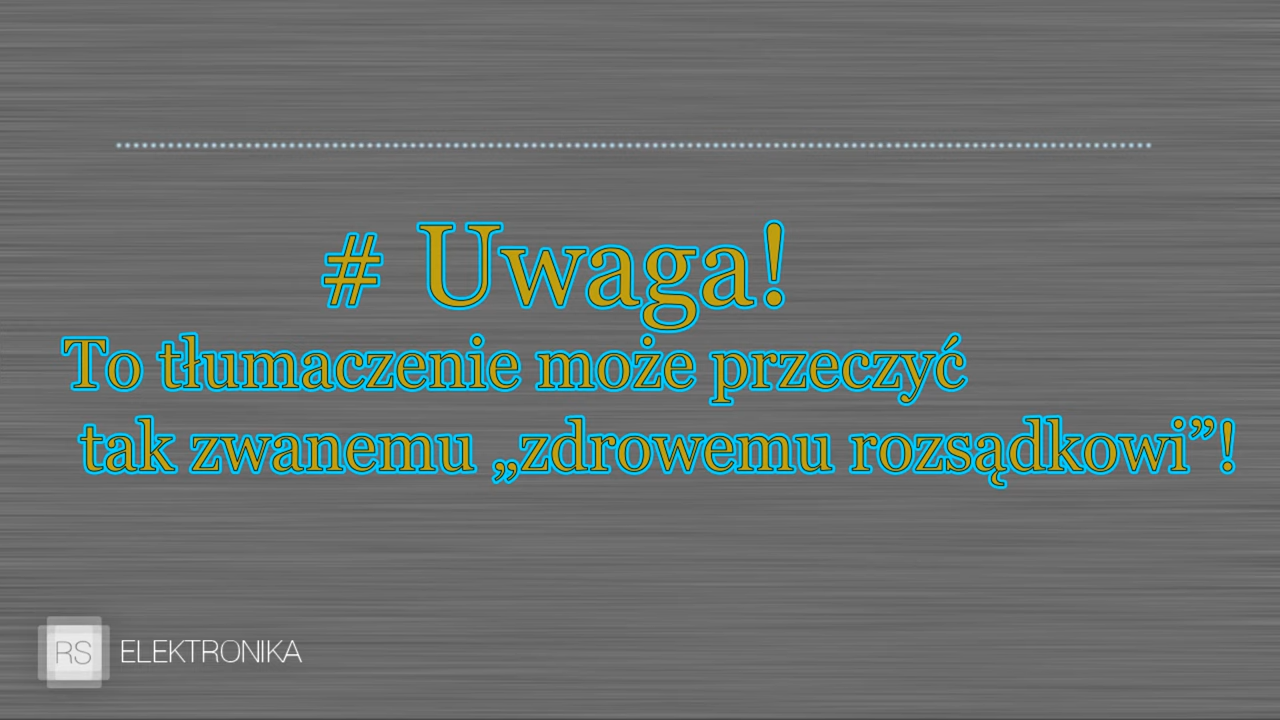 # Uwaga!
To tłumaczenie może przeczyć
tak zwanemu „zdrowemu rozsądkowi”!
RS ELEKTRONIKA